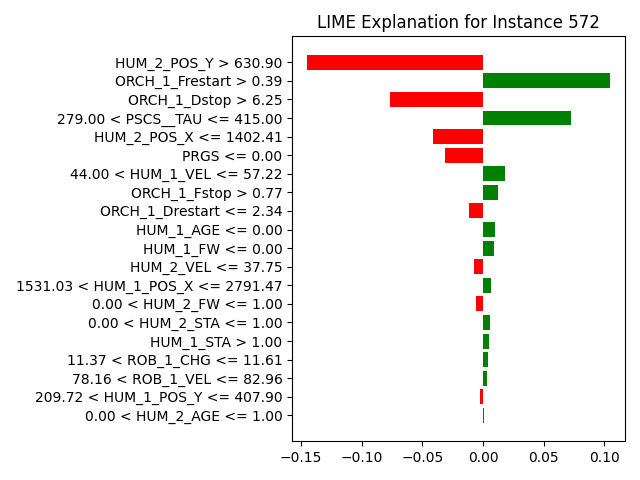 LIME Explanation for Instance 572
HUM_2_POS_Y > 630.90
ORCH_1_Frestart > 0.39
ORCH_1_Dstop > 6.25
279.00 < PSCS__TAU <= 415.00
HUM_2_POS_X <= 1402.41
PRGS <= 0.00
44.00 < HUM_1_VEL <= 57.22
ORCH_1_Fstop > 0.77
ORCH_1_Drestart <= 2.34
HUM_1_AGE <= 0.00
HUM_1_FW <= 0.00
HUM_2_VEL <= 37.75
1531.03 < HUM_1_POS_X <= 2791.47
0.00 < HUM_2_FW <= 1.00
0.00 < HUM_2_STA <= 1.00
HUM_1_STA > 1.00
11.37 < ROB_1_CHG <= 11.61
78.16 < ROB_1_VEL <= 82.96
209.72 < HUM_1_POS_Y <= 407.90
0.00 < HUM_2_AGE <= 1.00
−0.15 −0.10 −0.05 0.00 0.05 0.10